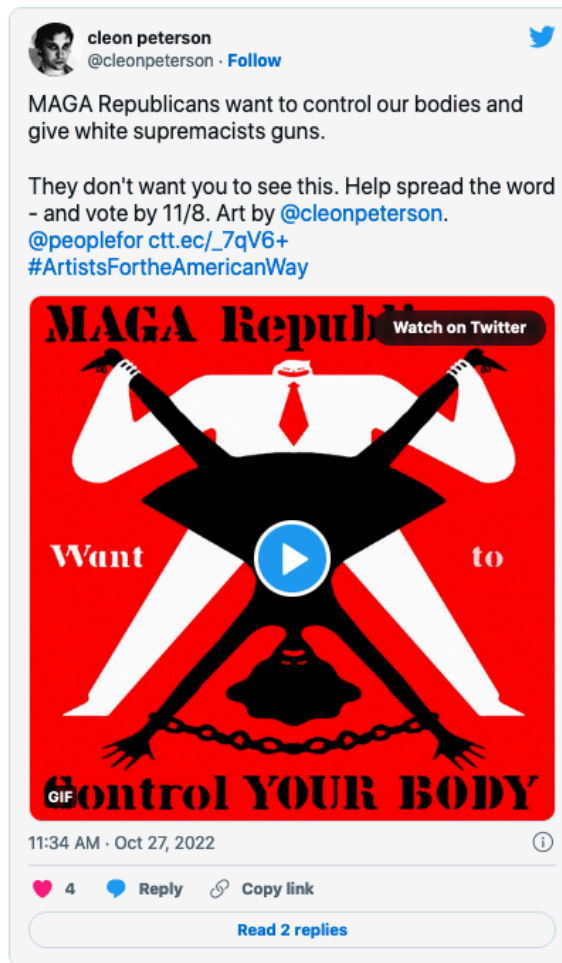 cleon peterson
@cleonpeterson · Follow
MAGA Republicans want to control our bodies and
give white supremacists guns.
They don't want you to see this. Help spread the word
- and vote by 11/8. Art by @cleonpeterson.
@peoplefor ctt.ec/_7qV6+
#ArtistsFortheAmericanWay
MAGA Republi
Watch on Twitter
Want to
GIF
ontrol YOUR BODY
11:34 AM · Oct 27, 2022
4 Reply Copy link
Read 2 replies